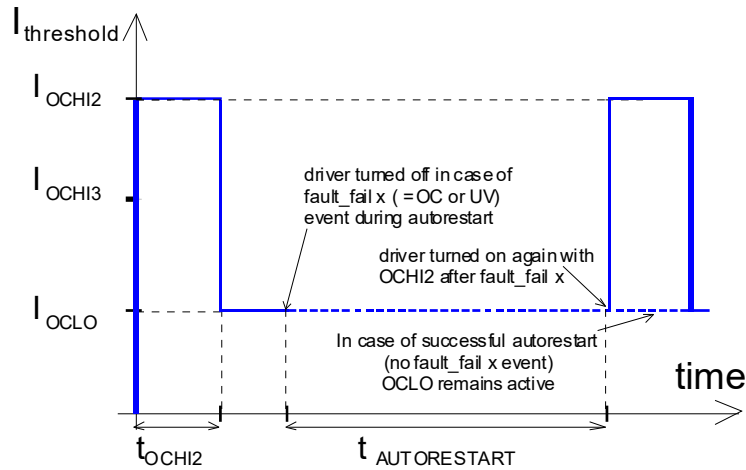 I threshold
I OCHI2
I OCHI3
driver turned off in case of
fault_fail x ( =OC or UV)
event during autorestart
driver turned on again with
OCHI2 after fault_fail x
I OCLO
In case of successful autorestart
(no fault_fail x event)
OCLO remains active
time
tOCHI2
t AUTORESTART